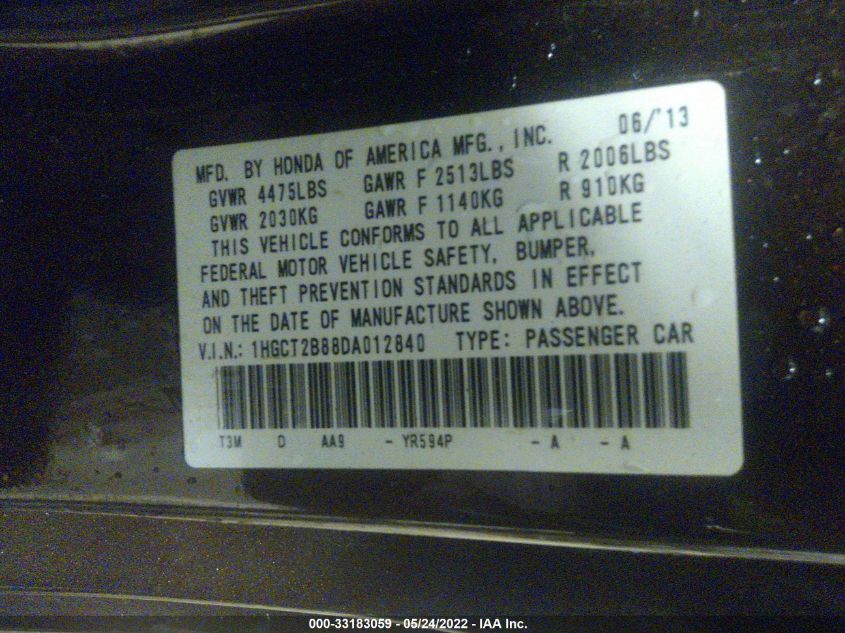 06/'13
MFD. BY HONDA OF AMERICA MFG., INC.
GVWR 4475LBS GAWR F 2513LBS R 2006LBS
GVWR 2030KG GAWR F 1140KG R 910KG
THIS VEHICLE CONFORMS TO ALL APPLICABLE
FEDERAL MOTOR VEHICLE SAFETY, BUMPER,
AND THEFT PREVENTION STANDARDS IN EFFECT
ON THE DATE OF MANUFACTURE SHOWN ABOVE.
V.I.N.: 1HGCT2B88DA012840 TYPE: PASSENGER CAR
T3M D AA9 - YR594P - A - A
000-33183059 - 05/24/2022 - IAA Inc.